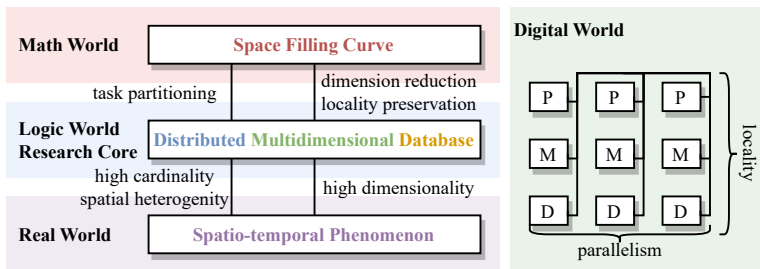 Math World
Space Filling Curve
task partitioning
dimension reduction
locality preservation
Logic World
Research Core
Distributed Multidimensional Database
high cardinality
spatial heterogenity
high dimensionality
Real World
Spatio-temporal Phenomenon
Digital World
P P P
M M M
D D D
locality
parallelism